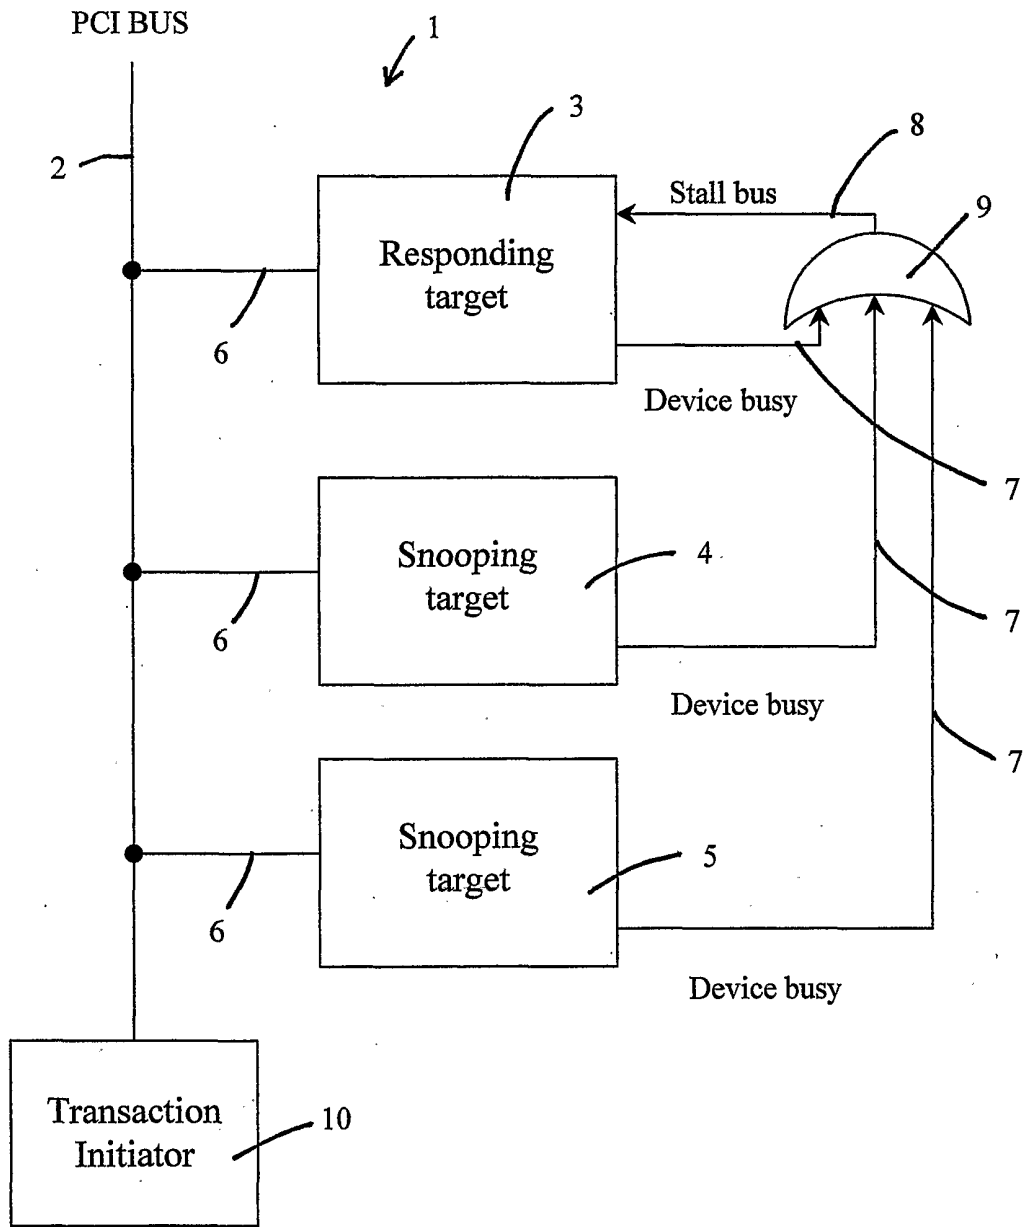 PCI BUS
1
3
8
2
Stall bus
9
Responding
target
6
Device busy
7
Snooping
target
4
7
6
Device busy
7
Snooping
target
5
6
Device busy
Transaction
Initiator
10